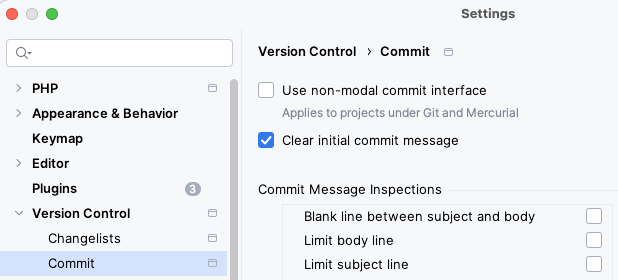 Settings
Version Control › Commit
PHP
Appearance & Behavior
Keymap
Editor
Plugins 3
Version Control
Changelists
Commit
Use non-modal commit interface
Applies to projects under Git and Mercurial
Clear initial commit message
Commit Message Inspections
Blank line between subject and body
Limit body line
Limit subject line